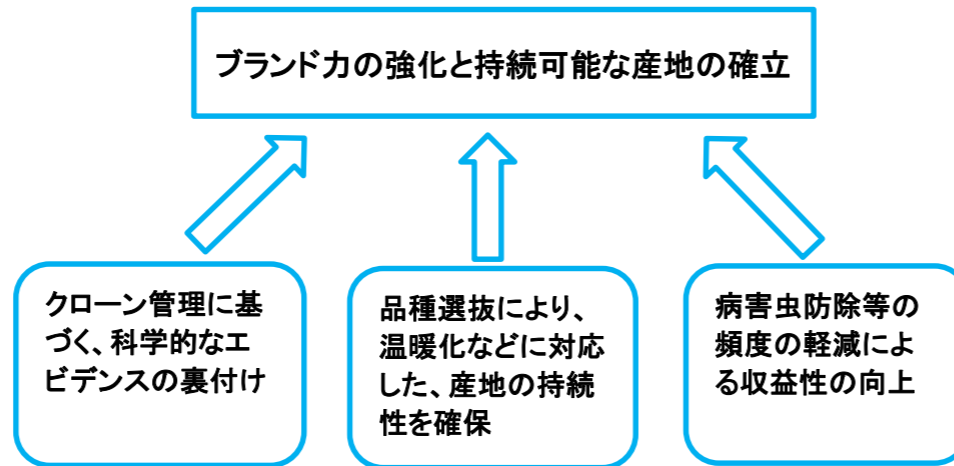 ブランド力の強化と持続可能な産地の確立
クローン管理に基
づく、科学的なエ
ビデンスの裏付け
品種選抜により、
温暖化などに対応
した、産地の持続
性を確保
病害虫防除等の
頻度の軽減によ
る収益性の向上